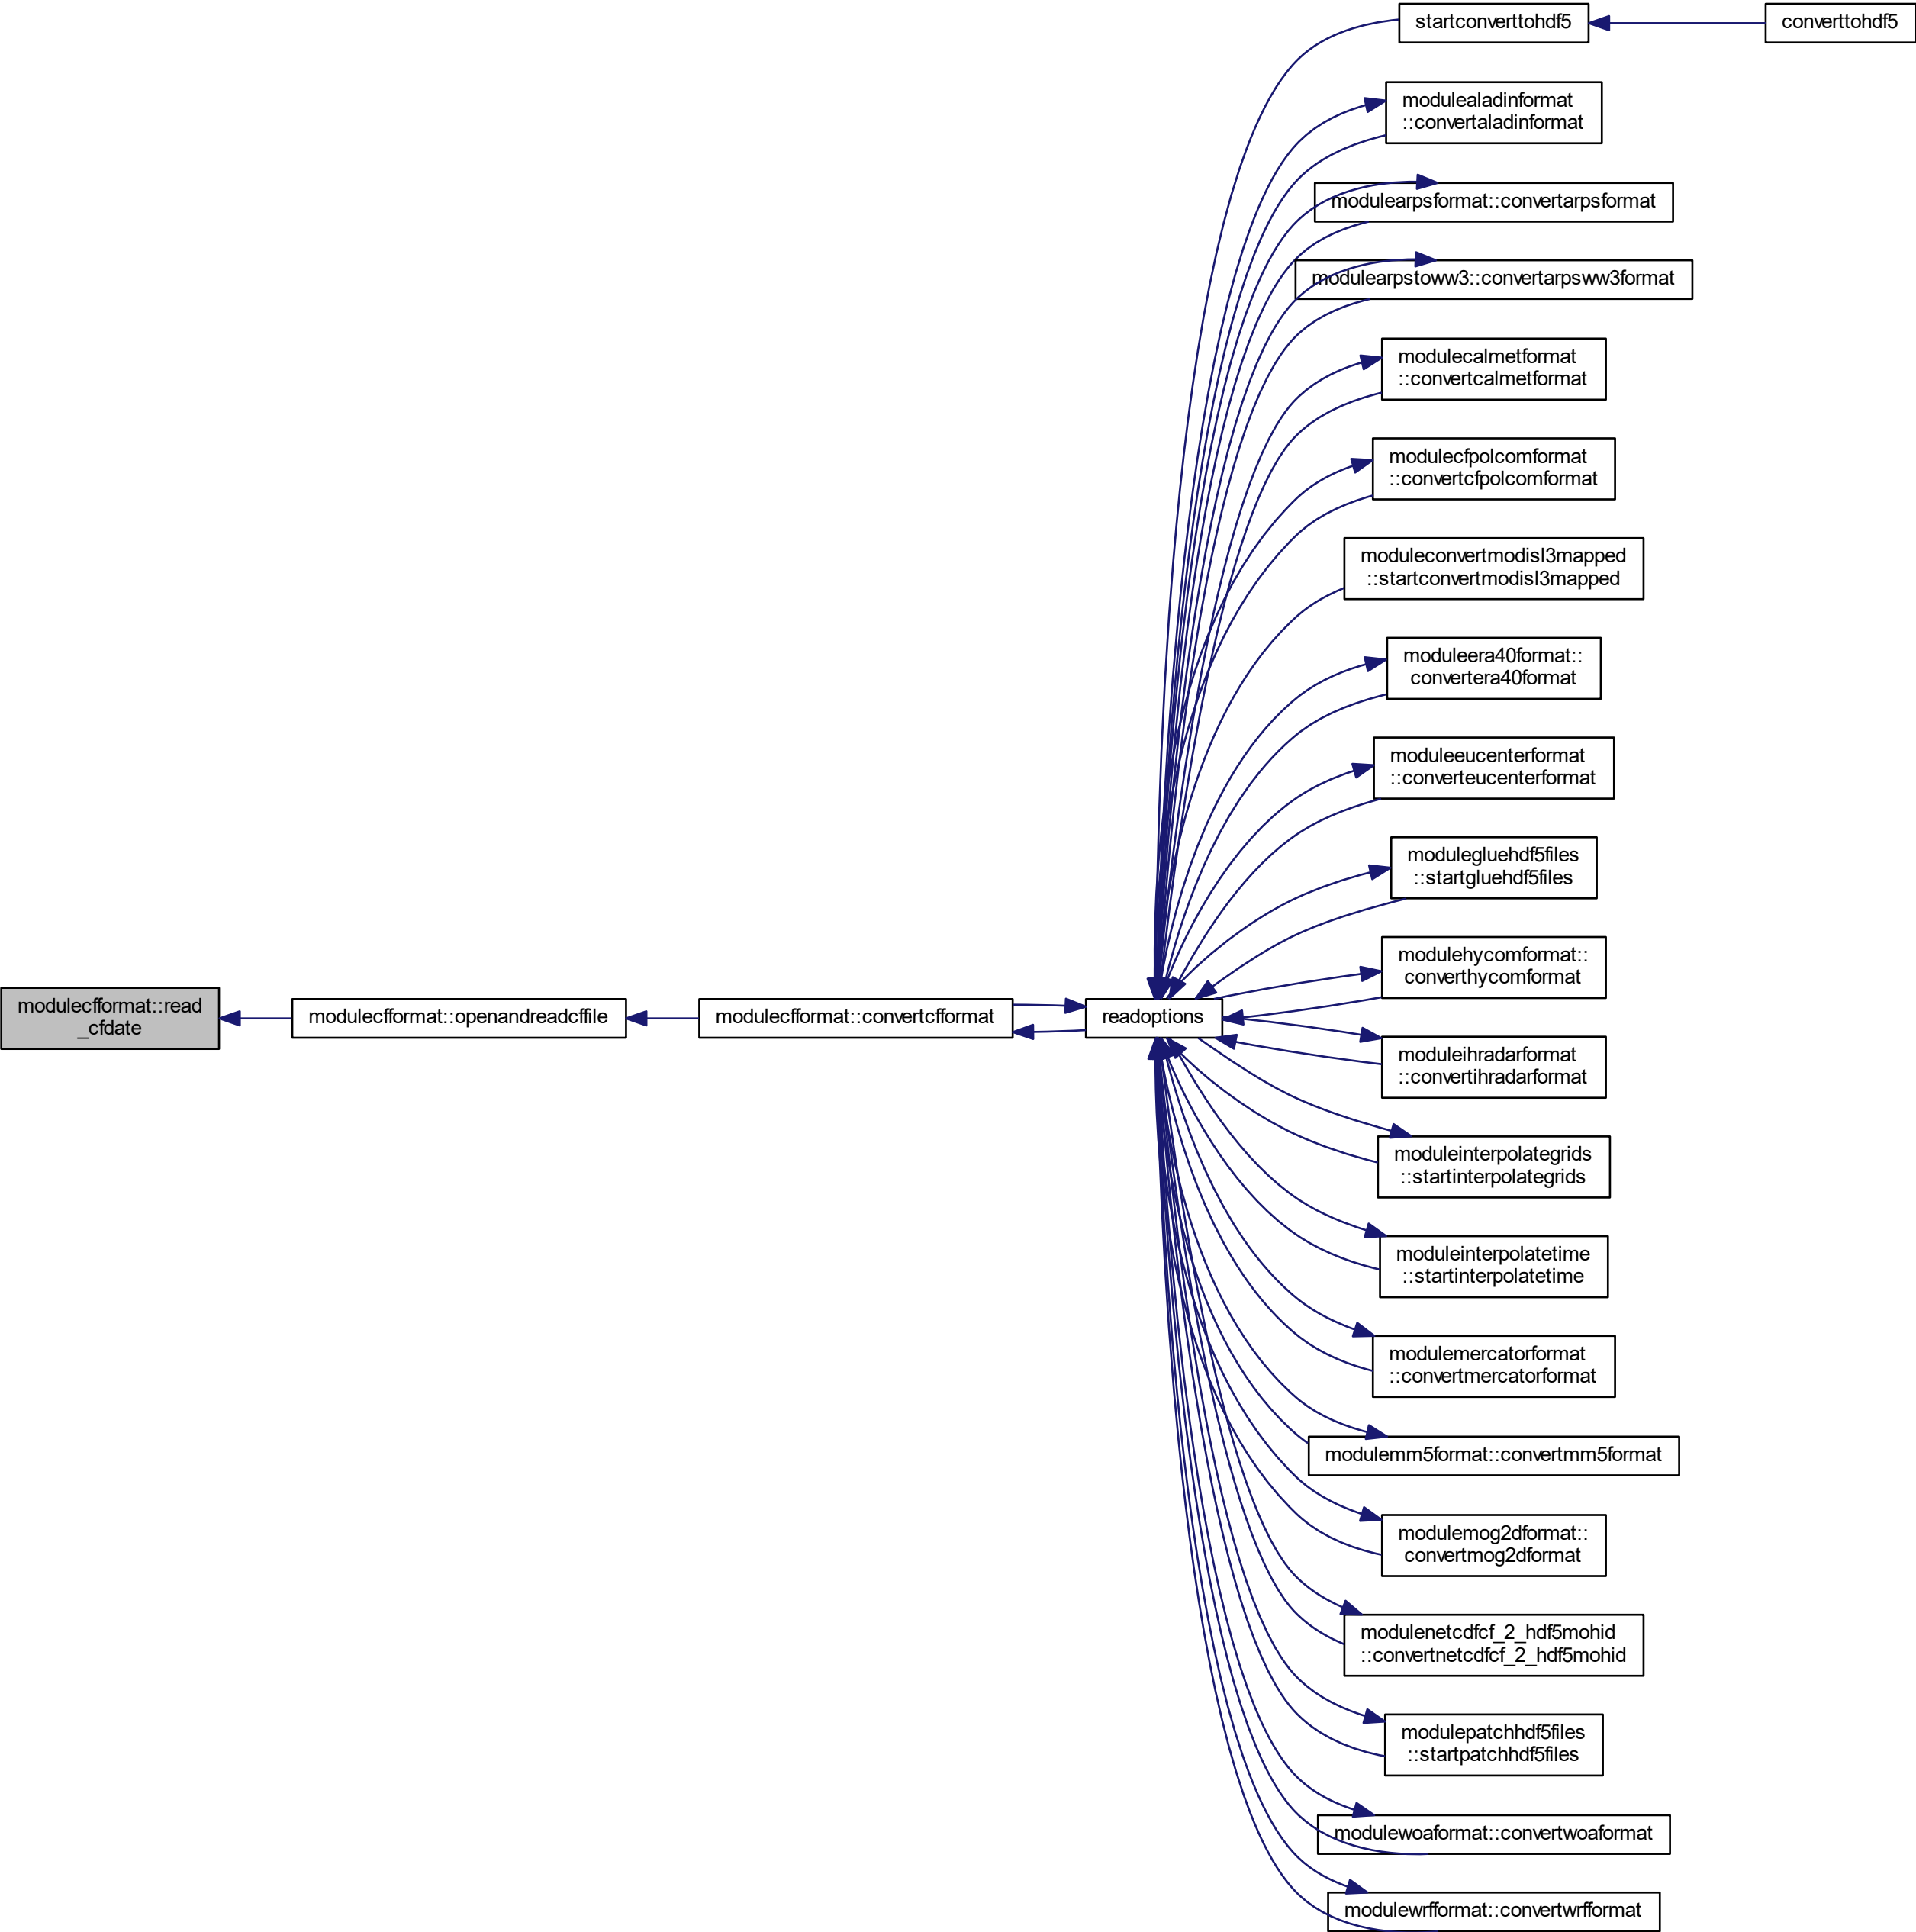 startconverttohdf5
converttohdf5
modulealadinformat
::convertaladinformat
modulearpsformat::convertarpsformat
modulearpstoww3::convertarpsww3format
modulecalmetformat
::convertcalmetformat
modulecfpolcomformat
::convertcfpolcomformat
moduleconvertmodisl3mapped
::startconvertmodisl3mapped
moduleera40format::
convertera40format
moduleeucenterformat
::converteucenterformat
modulegluehdf5files
::startgluehdf5files
modulehycomformat::
converthycomformat
modulecfformat::read
_cfdate
modulecfformat::openandreadcffile
modulecfformat::convertcfformat
readoptions
moduleihradarformat
::convertihradarformat
moduleinterpolategrids
::startinterpolategrids
moduleinterpolatetime
::startinterpolatetime
modulemercatorformat
::convertmercatorformat
modulemm5format::convertmm5format
modulemog2dformat::
convertmog2dformat
modulenetcdfcf_2_hdf5mohid
::convertnetcdfcf_2_hdf5mohid
modulepatchhdf5files
::startpatchhdf5files
modulewoaformat::convertwoaformat
modulewrfformat::convertwrfformat